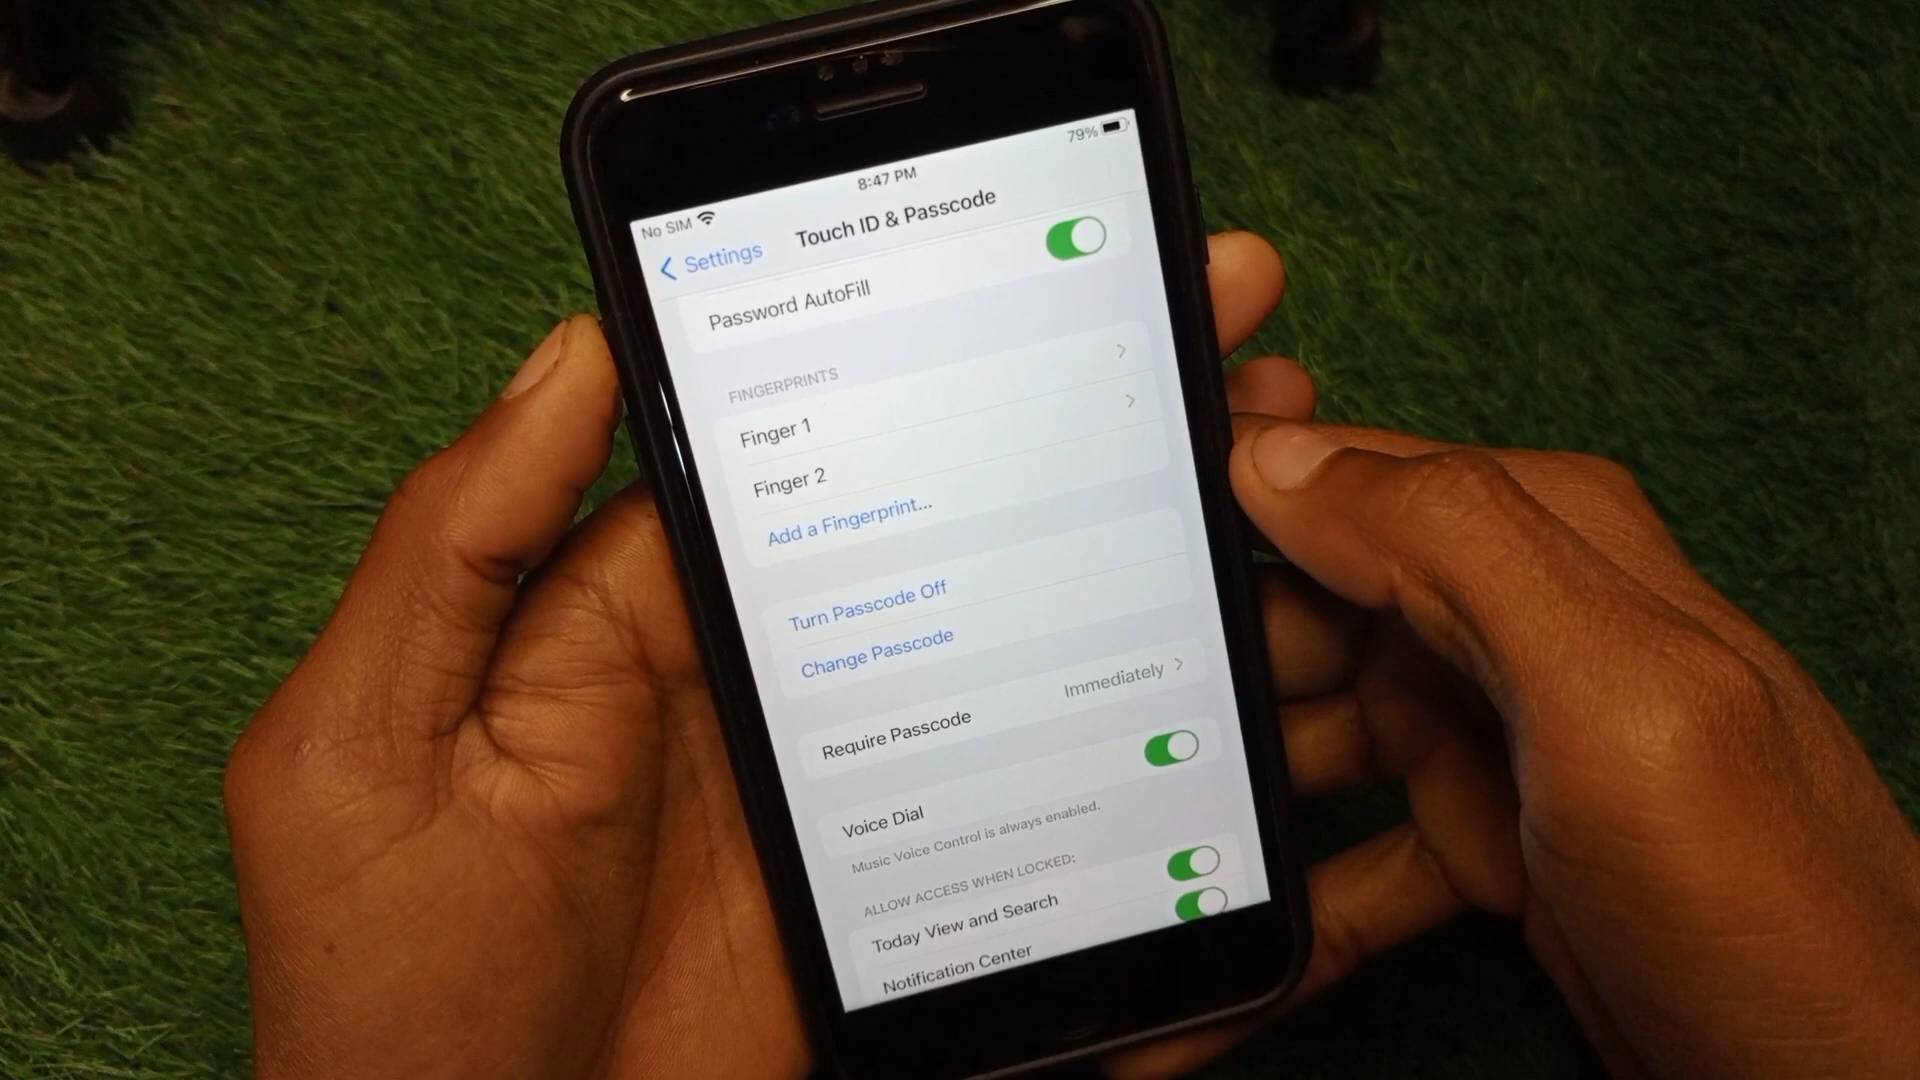 79%
8:47 PM
No SIM
Settings
Touch ID & Passcode
Password AutoFill
FINGERPRINTS
Finger 1
Finger 2
Add a Fingerprint...
Turn Passcode Off
Change Passcode
Require Passcode Immediately
Voice Dial
Music Voice Control is always enabled.
ALLOW ACCESS WHEN LOCKED:
Today View and Search
Notification Center